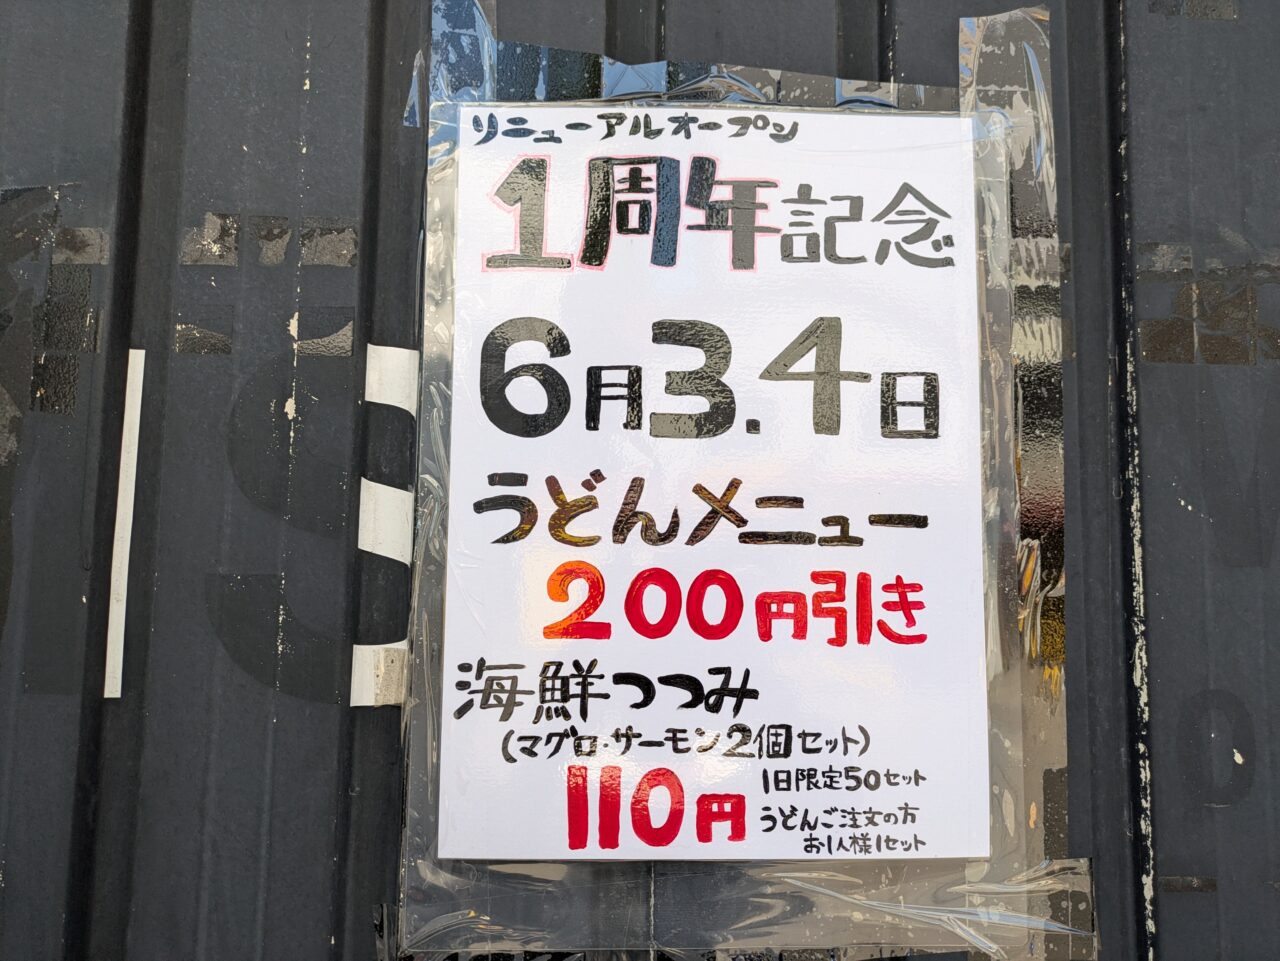 リニューアルオープン
1周年記念
6月3.4日
うどんメニュー
200円引き
海鮮つつみ
(マグロ・サーモン2個セット)
110円
1日限定50セット
うどんご注文の方
お1人様1セット